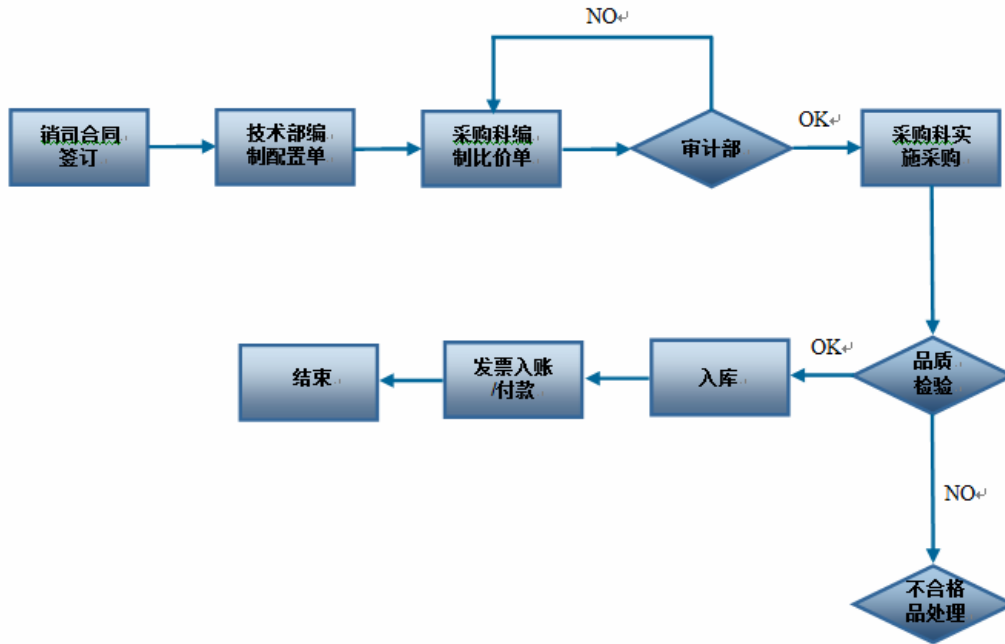 NO
销司合同
签订
技术部编
制配置单
采购科编
制比价单
审计部
OK
采购科实
施采购
结束
发票入账
/付款
入库
OK
品质
检验
NO
不合格
品处理